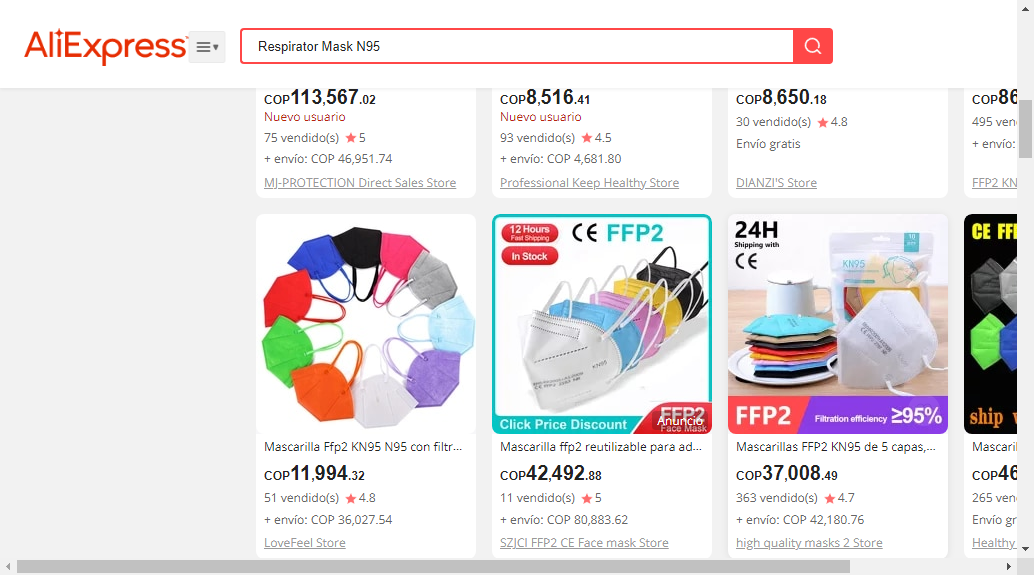 AliExpress
Respirator Mask N95
COP113,567.02
Nuevo usuario
75 vendido(s) 5
+ envío: COP 46,951.74
MJ-PROTECTION Direct Sales Store
COP8,516.41
Nuevo usuario
93 vendido(s) 4.5
+ envío: COP 4,681.80
Professional Keep Healthy Store
COP8,650.18
30 vendido(s) 4.8
Envío gratis
DIANZI'S Store
COP86
495 ven
+ envío:
FFP2 KN
Mascarilla Ffp2 KN95 N95 con filtr...
COP11,994.32
51 vendido(s) 4.8
+ envío: COP 36,027.54
LoveFeel Store
12 Hours
Fast Shipping
In Stock
CE FFP2
KN95
Click Price Discount
FFP2
Anuncio
Face Mask
Mascarilla ffp2 reutilizable para ad...
COP42,492.88
11 vendido(s) 5
+ envío: COP 80,883.62
SZJCI FFP2 CE Face mask Store
24H
Shipping with
CE
KN95
FFP2
Filtration efficiency ≥95%
Mascarillas FFP2 KN95 de 5 capas,...
COP37,008.49
363 vendido(s) 4.7
+ envío: COP 42,180.76
high quality masks 2 Store
CE FF
ship w
Mascaril
COP46
265 ven
Envío gr
Healthy